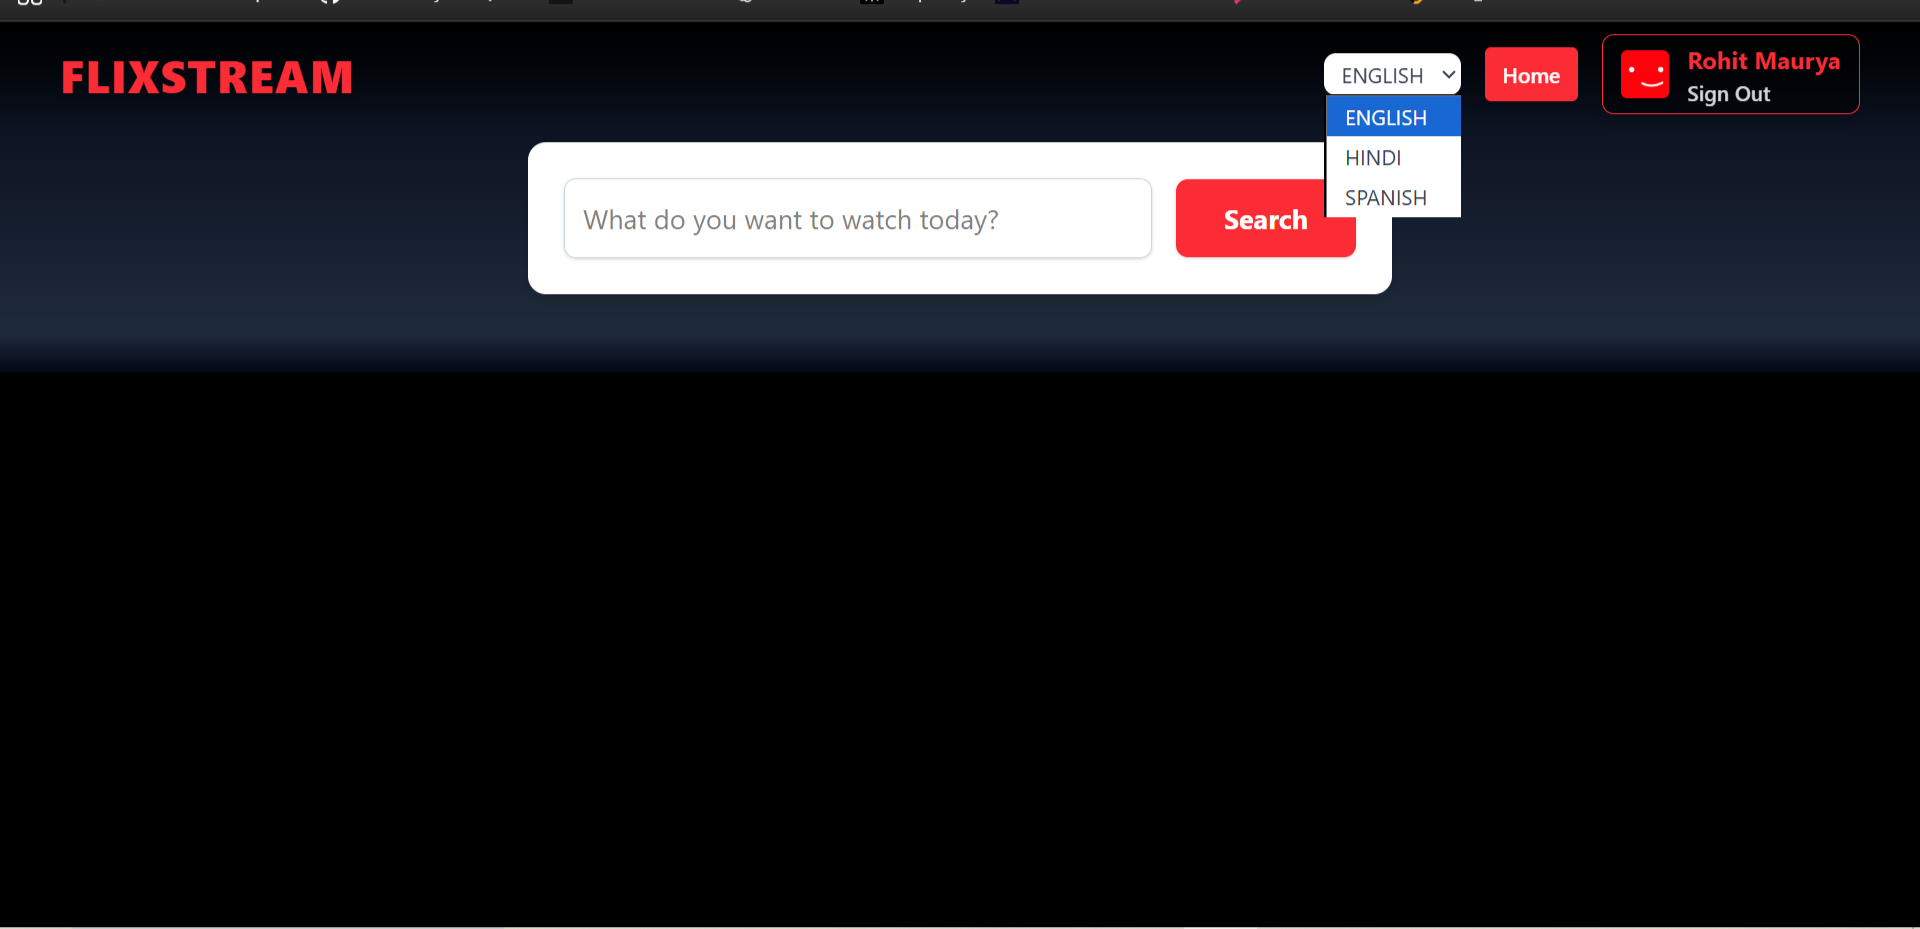 FLIXSTREAM
ENGLISH
Home
Rohit Maurya
Sign Out
ENGLISH
HINDI
SPANISH
What do you want to watch today?
Search